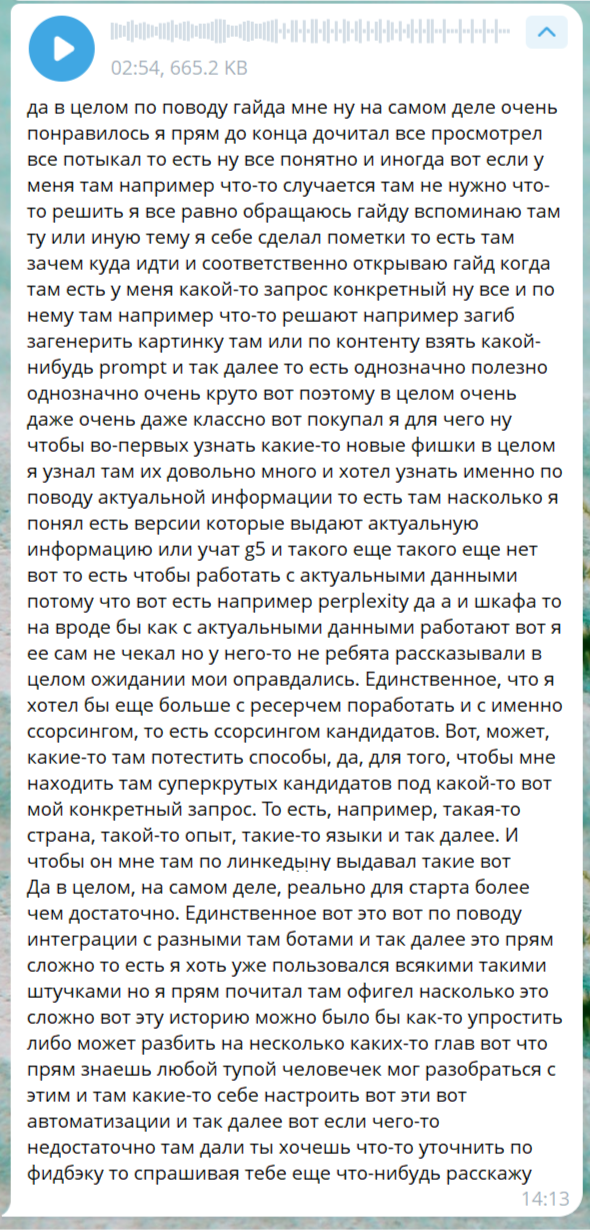 02:54, 665.2 KB
да в целом по поводу гайда мне ну на самом деле очень
понравилось я прям до конца дочитал все просмотрел
все потыкал то есть ну все понятно и иногда вот если у
меня там например что-то случается там не нужно что-
то решить я все равно обращаюсь гайду вспоминаю там
ту или иную тему я себе сделал пометки то есть там
зачем куда идти и соответственно открываю гайд когда
там есть у меня какой-то запрос конкретный ну все и по
нему там например что-то решают например загиб
загенерить картинку там или по контенту взять какой-
нибудь prompt и так далее то есть однозначно полезно
однозначно очень круто вот поэтому в целом очень
даже очень даже классно вот покупал я для чего ну
чтобы во-первых узнать какие-то новые фишки в целом
я узнал там их довольно много и хотел узнать именно по
поводу актуальной информации то есть там насколько я
понял есть версии которые выдают актуальную
информацию или учат g5 и такого еще такого еще нет
вот то есть чтобы работать с актуальными данными
потому что вот есть например perplexity да а и шкафа то
на вроде бы как с актуальными данными работают вот я
ее сам не чекал но у него-то не ребята рассказывали в
целом ожидании мои оправдались. Единственное, что я
хотел бы еще больше с ресерчем поработать и с именно
ссорсингом, то есть ссорсингом кандидатов. Вот, может,
какие-то там потестить способы, да, для того, чтобы мне
находить там суперкрутых кандидатов под какой-то вот
мой конкретный запрос. То есть, например, такая-то
страна, такой-то опыт, такие-то языки и так далее. И
чтобы он мне там по линкедыну выдавал такие вот
Да в целом, на самом деле, реально для старта более
чем достаточно. Единственное вот это вот по поводу
интеграции с разными там ботами и так далее это прям
сложно то есть я хоть уже пользовался всякими такими
штучками но я прям почитал там офигел насколько это
сложно вот эту историю можно было бы как-то упростить
либо может разбить на несколько каких-то глав вот что
прям знаешь любой тупой человечек мог разобраться с
этим и там какие-то себе настроить вот эти вот
автоматизации и так далее вот если чего-то
недостаточно там дали ты хочешь что-то уточнить по
фидбэку то спрашивая тебе еще что-нибудь расскажу
14:13